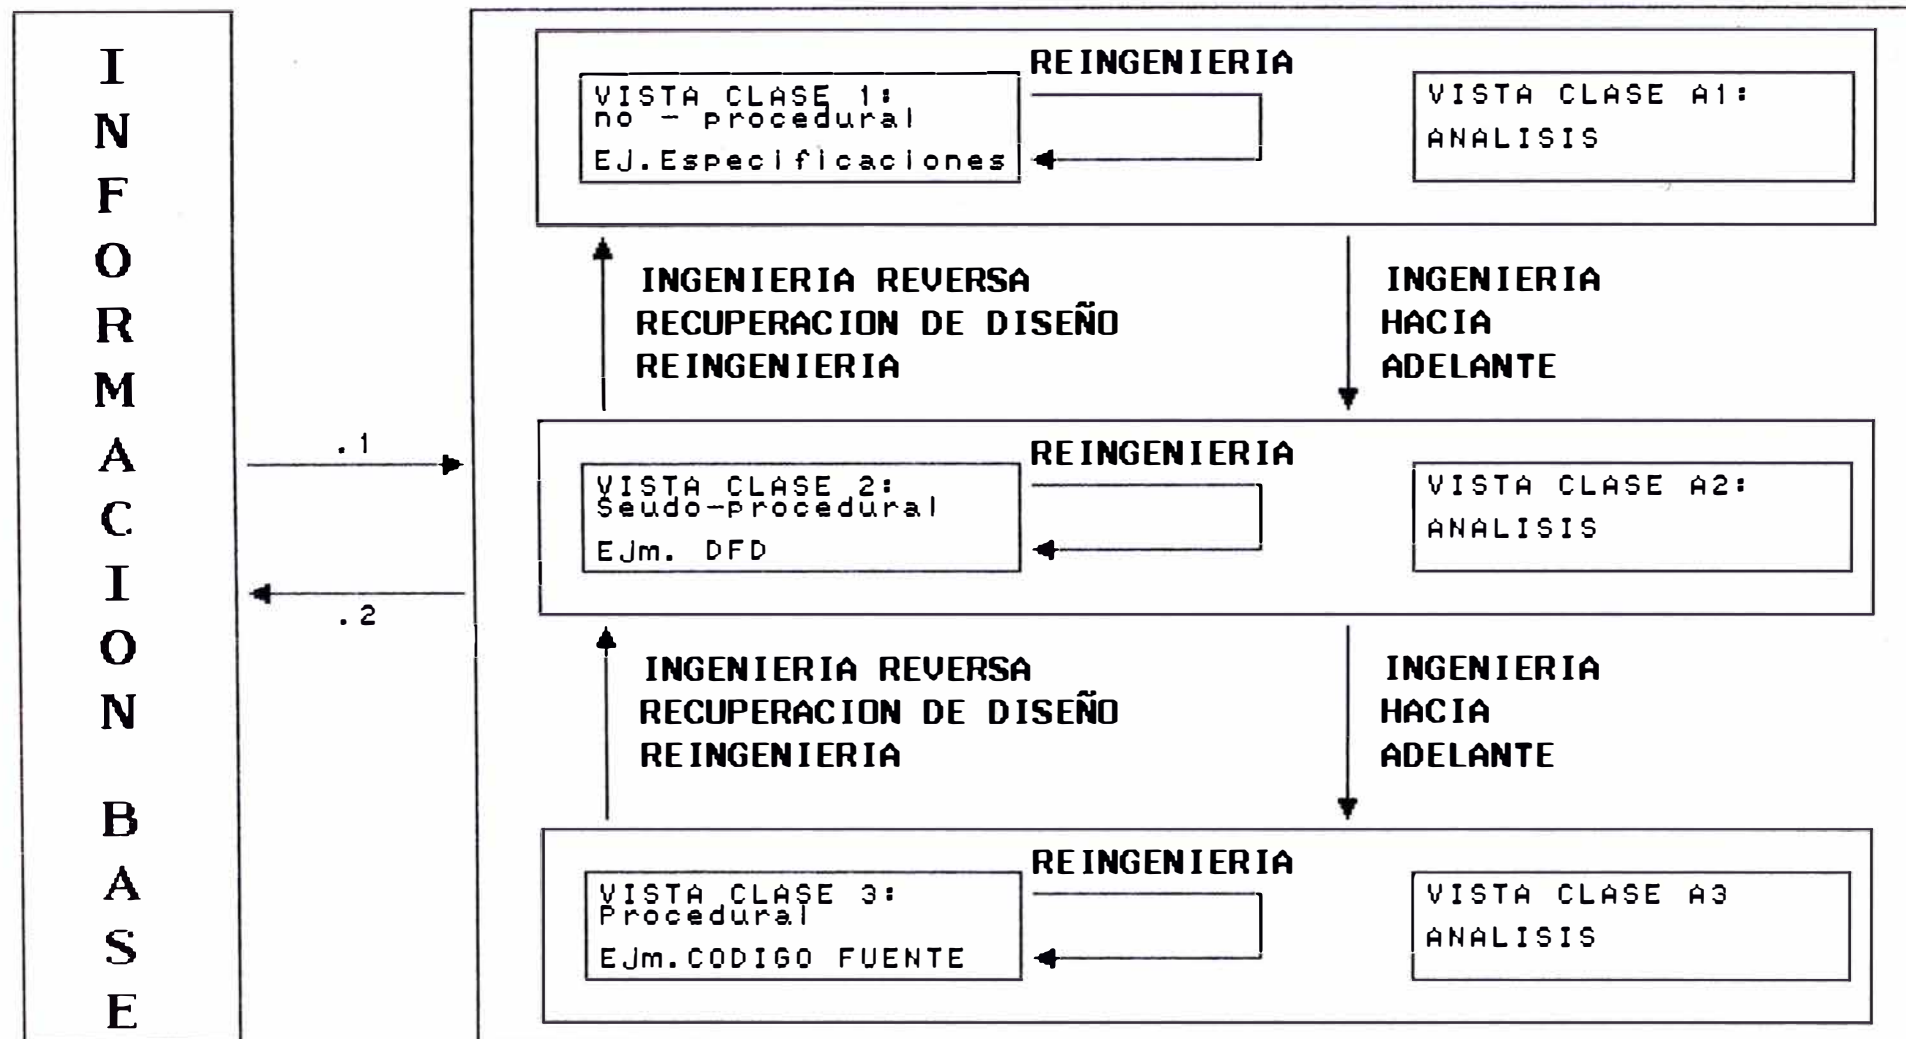 INFORMACION BASE
.1
.2
REINGENIERIA
VISTA CLASE 1:
no - procedural
EJ.Especificaciones
VISTA CLASE A1:
ANALISIS
INGENIERIA REVERSA
RECUPERACION DE DISEÑO
REINGENIERIA
INGENIERIA
HACIA
ADELANTE
REINGENIERIA
VISTA CLASE 2:
Seudo-procedural
EJm. DFD
VISTA CLASE A2:
ANALISIS
INGENIERIA REVERSA
RECUPERACION DE DISEÑO
REINGENIERIA
INGENIERIA
HACIA
ADELANTE
REINGENIERIA
VISTA CLASE 3:
Procedural
EJm.CODIGO FUENTE
VISTA CLASE A3
ANALISIS